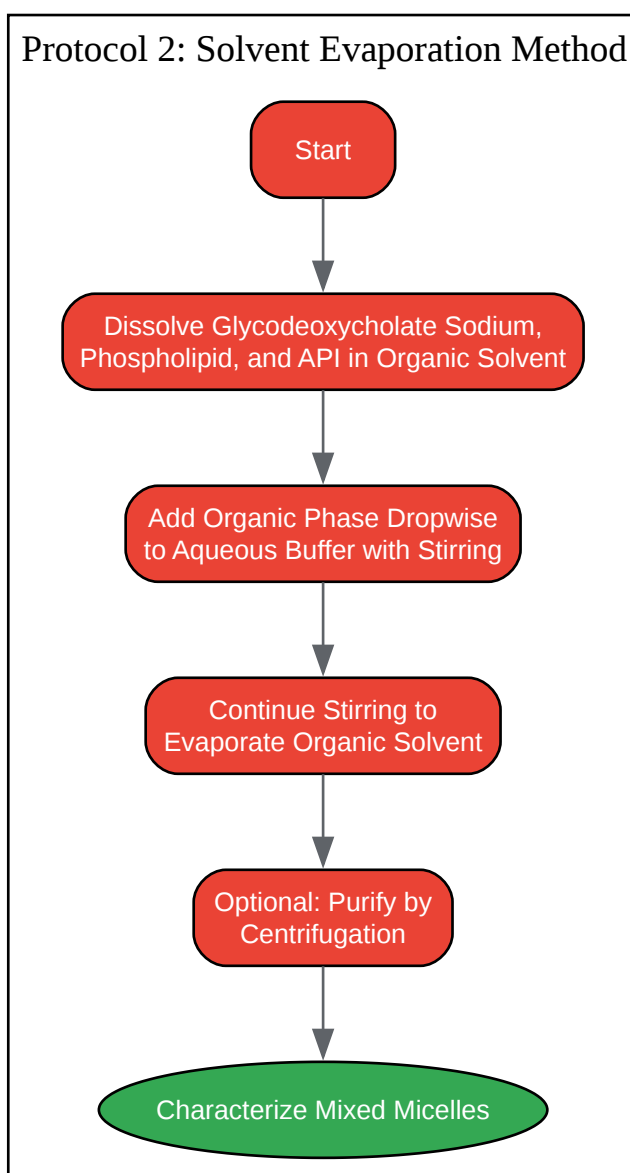 Protocol 2: Solvent Evaporation Method
Start
Dissolve Glycodeoxycholate Sodium,
Phospholipid, and API in Organic Solvent
Add Organic Phase Dropwise
to Aqueous Buffer with Stirring
Continue Stirring to
Evaporate Organic Solvent
Optional: Purify by
Centrifugation
Characterize Mixed Micelles